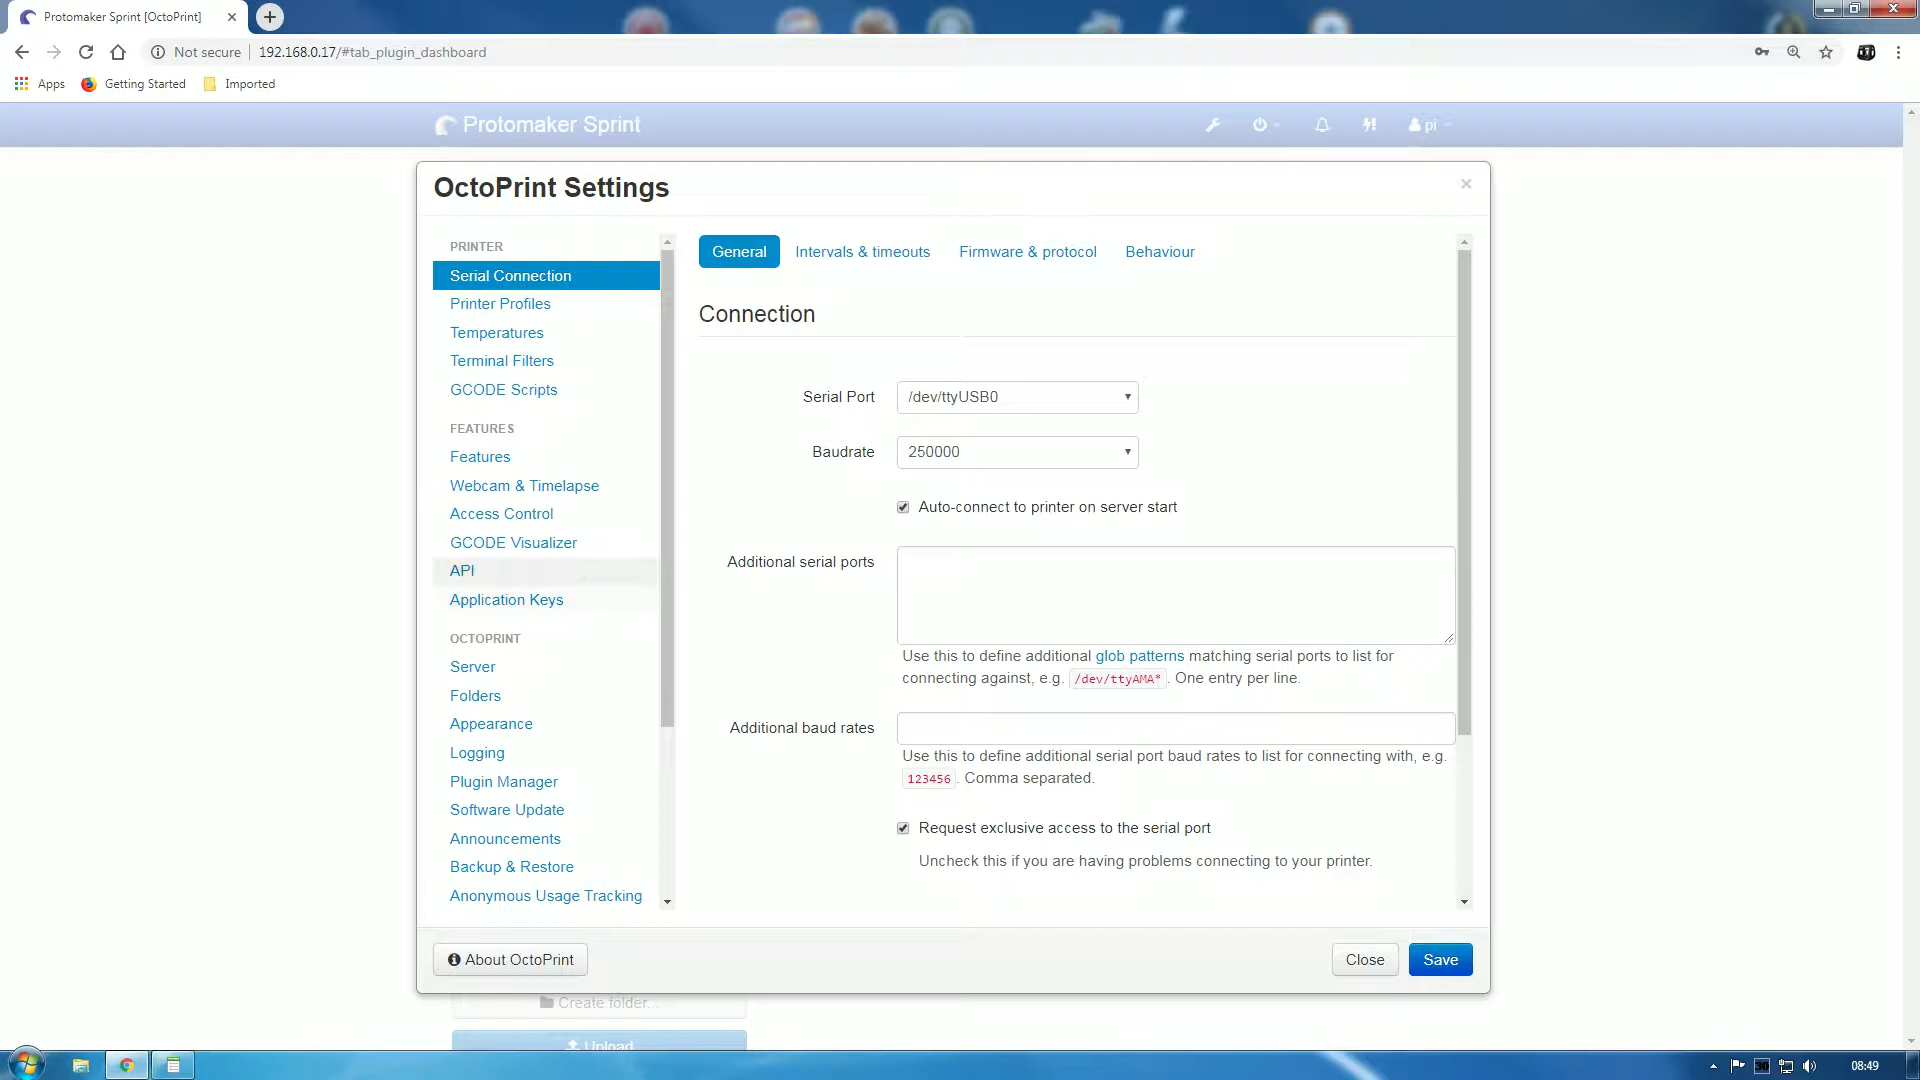 Protomaker Sprint [OctoPrint]
Not secure
192.168.0.17/#tab_plugin_dashboard
Apps
Getting Started
Imported
Protomaker Sprint
pi
OctoPrint Settings
PRINTER
Serial Connection
Printer Profiles
Temperatures
Terminal Filters
GCODE Scripts
FEATURES
Features
Webcam & Timelapse
Access Control
GCODE Visualizer
API
Application Keys
OCTOPRINT
Server
Folders
Appearance
Logging
Plugin Manager
Software Update
Announcements
Backup & Restore
Anonymous Usage Tracking
General
Intervals & timeouts
Firmware & protocol
Behaviour
Connection
Serial Port
/dev/ttyUSB0
Baudrate
250000
Auto-connect to printer on server start
Additional serial ports
Use this to define additional glob patterns matching serial ports to list for
connecting against, e.g. /dev/ttyAMA* . One entry per line.
Additional baud rates
Use this to define additional serial port baud rates to list for connecting with, e.g.
123456 . Comma separated.
Request exclusive access to the serial port
Uncheck this if you are having problems connecting to your printer.
About OctoPrint
Close
Save
Create folder...
Upload
30
08:49